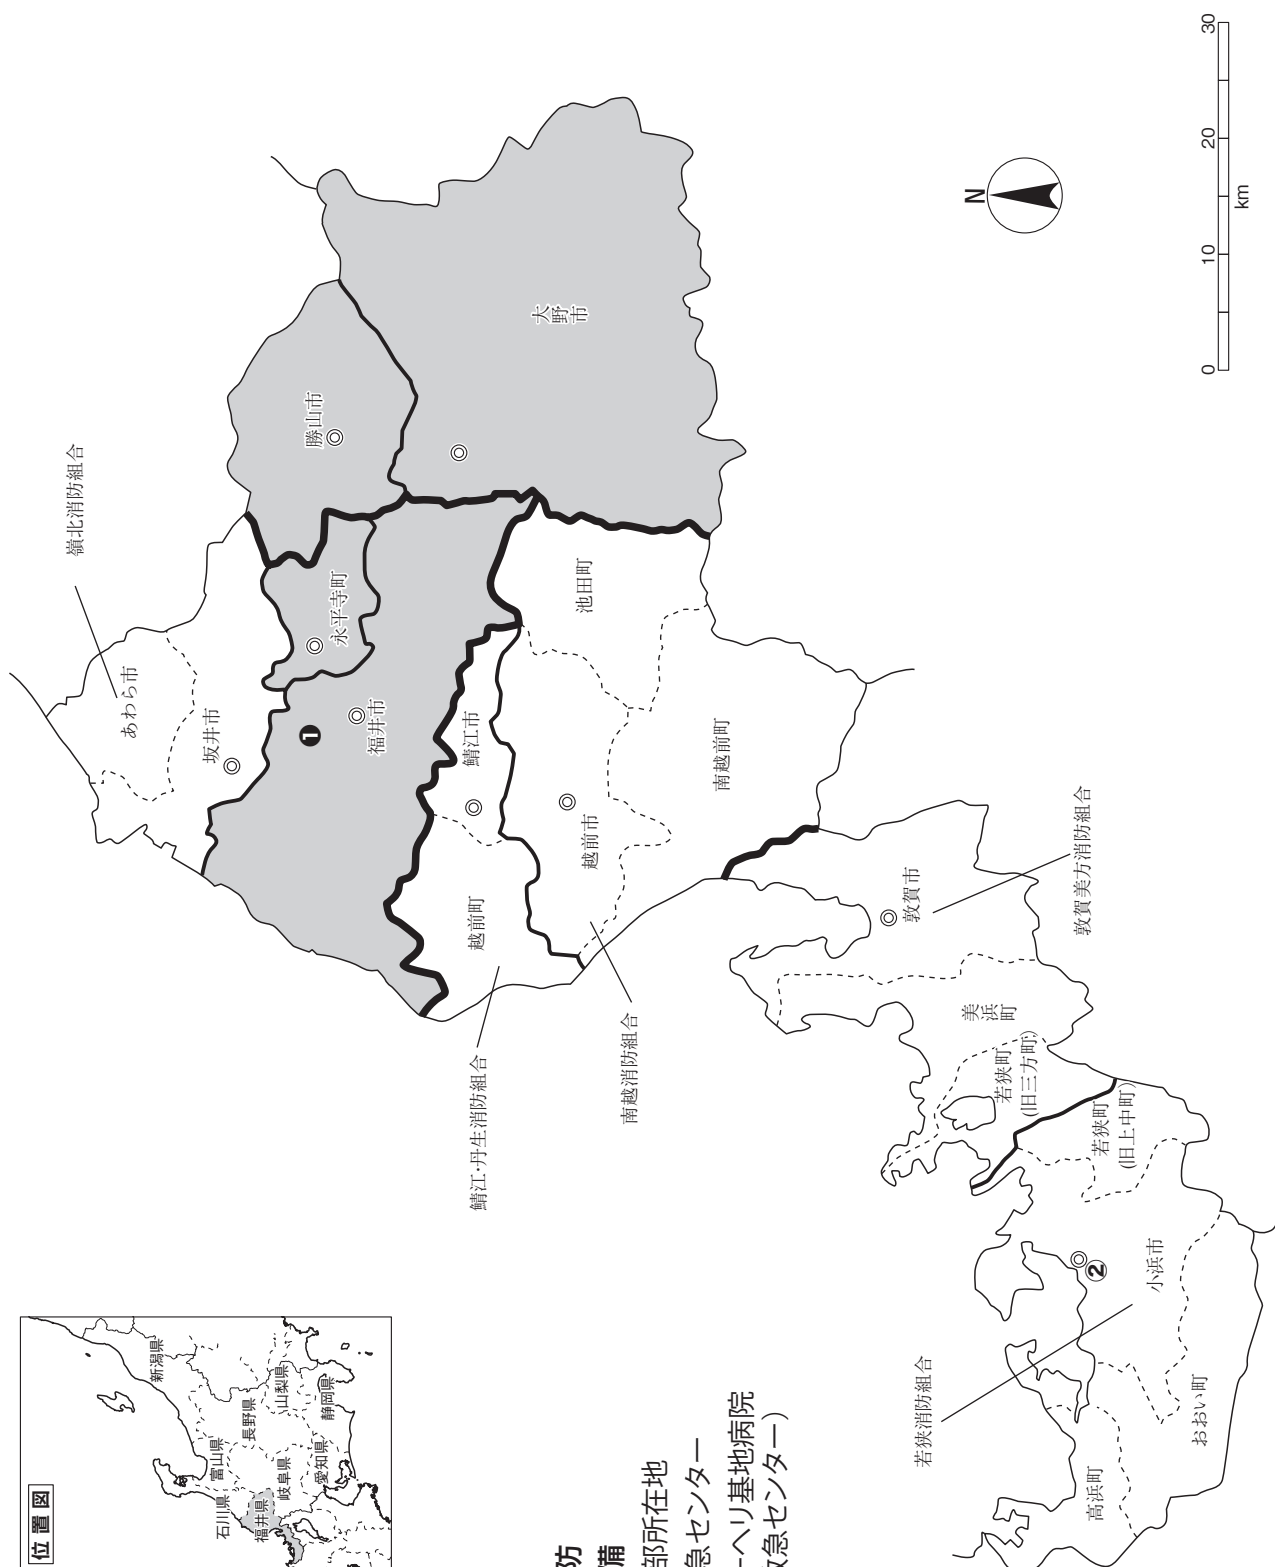 位置図
新潟県
富山県
石川県
長野県
山梨県
福井県
岐阜県
静岡県
愛知県
防
備
部所在地
急センター
ーヘリ基地病院
救急センター）
嶺北消防組合
あわら市
坂井市
勝山市
永平寺町
1
福井市
大野市
鯖江市
池田町
越前町
越前市
南越前町
鯖江・丹生消防組合
南越消防組合
敦賀市
敦賀美方消防組合
美浜町
若狭町
(旧三方町)
若狭町
(旧上中町)
2
小浜市
若狭消防組合
おおい町
高浜町
N
0 10 20 30
km